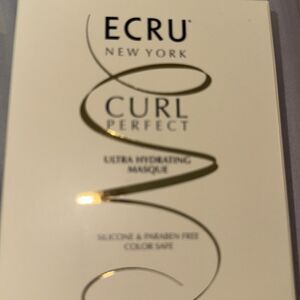 ECRU
NEW YORK
CURL
PERFECT
ULTRA HYDRATING
MASQUE
SILICONE & PARABEN FREE
COLOR SAFE